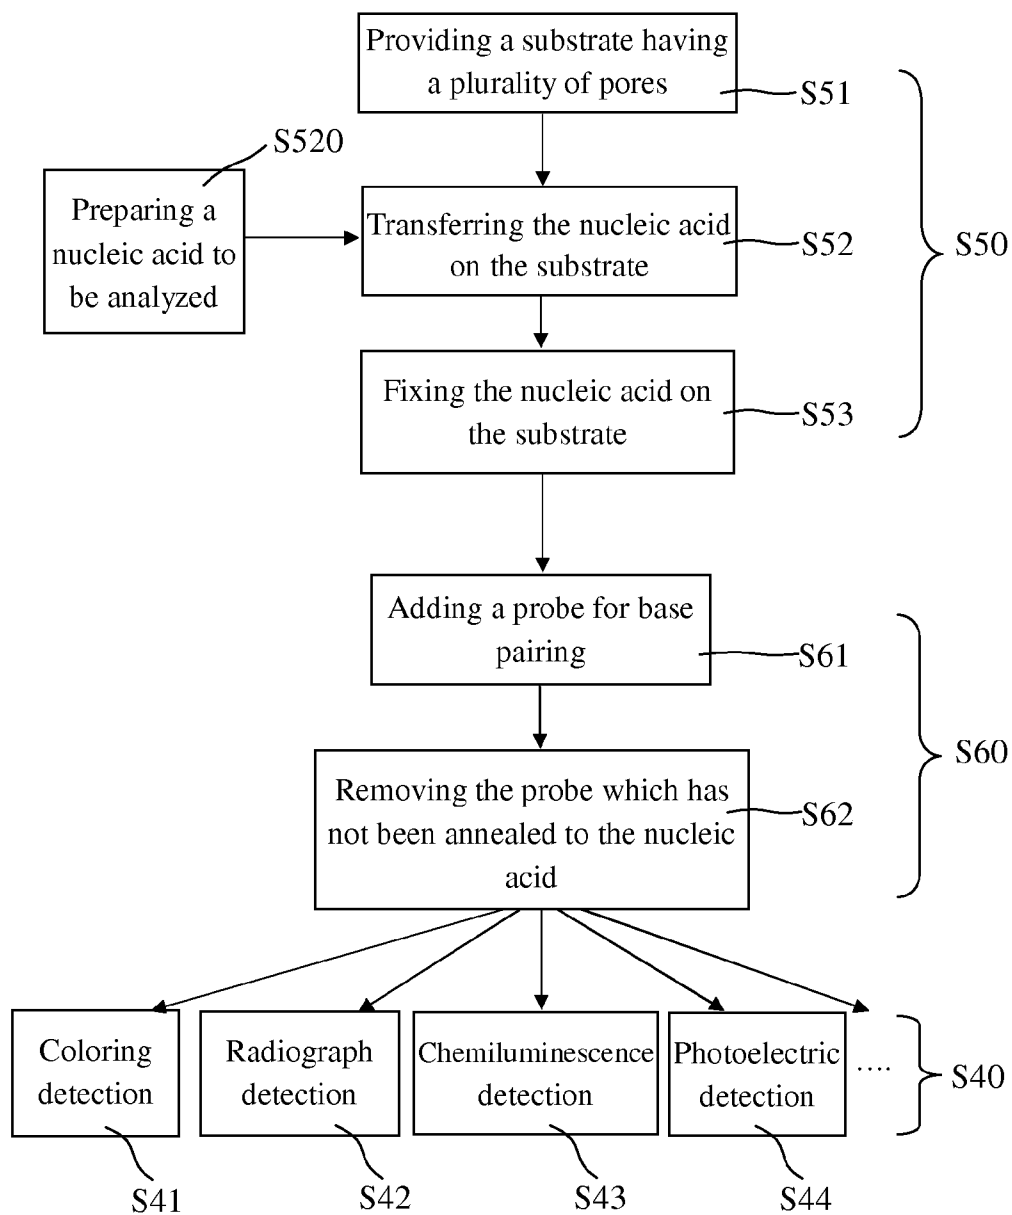 Providing a substrate having
a plurality of pores
S51
S520
Preparing a
nucleic acid to
be analyzed
Transferring the nucleic acid
on the substrate
S52
S50
Fixing the nucleic acid on
the substrate
S53
Adding a probe for base
pairing
S61
S60
Removing the probe which has
not been annealed to the nucleic
acid
S62
Coloring
detection
Radiograph
detection
Chemiluminescence
detection
Photoelectric
detection
....
S40
S41
S42
S43
S44